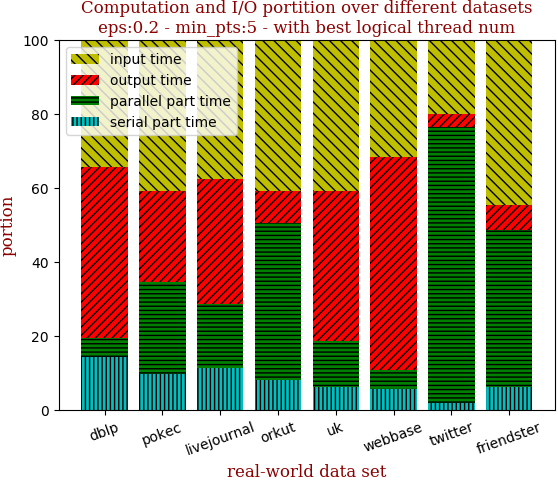 Computation and I/O portition over different datasets
eps:0.2 - min_pts:5 - with best logical thread num
100
80
60
40
20
0
portion
input time
output time
parallel part time
serial part time
dblp
pokec
livejournal
orkut
uk
webbase
twitter
friendster
real-world data set